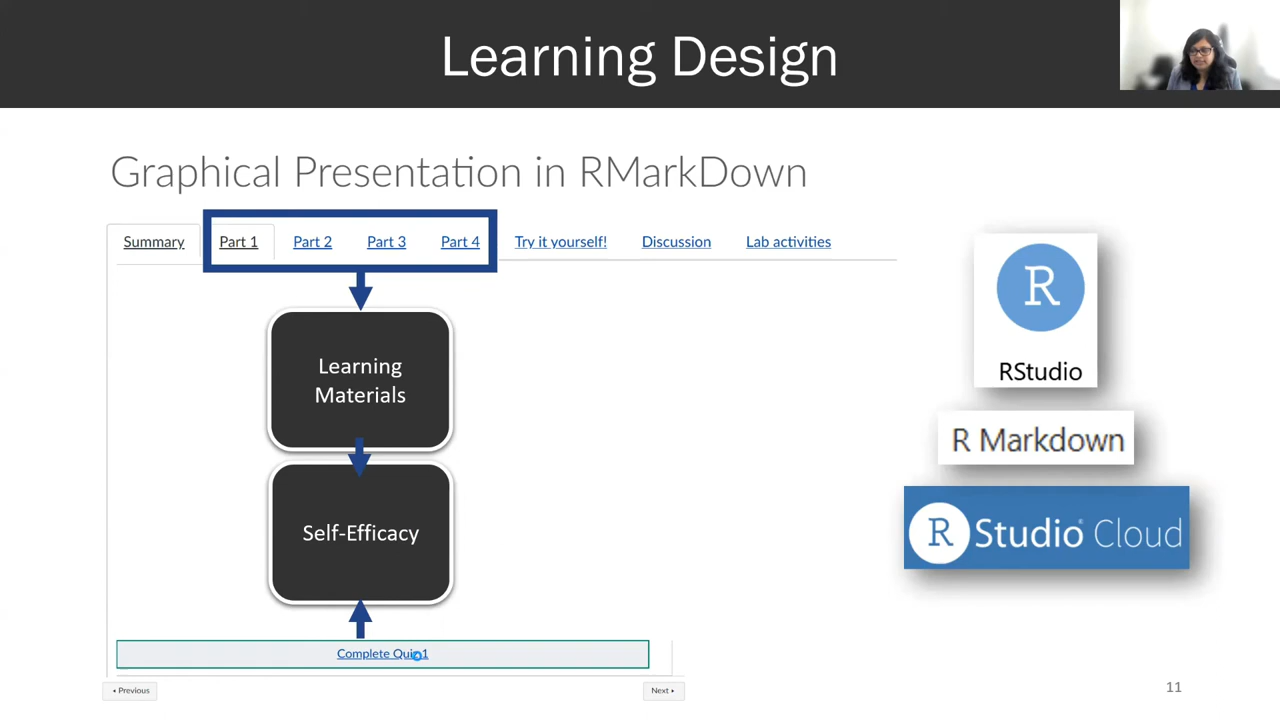 Learning Design
Graphical Presentation in RMarkDown
Summary Part 1 Part 2 Part 3 Part 4 Try it yourself! Discussion Lab activities
Learning
Materials
Self-Efficacy
Complete Quiz 1
Previous
Next
R
RStudio
R Markdown
R Studio® Cloud
11